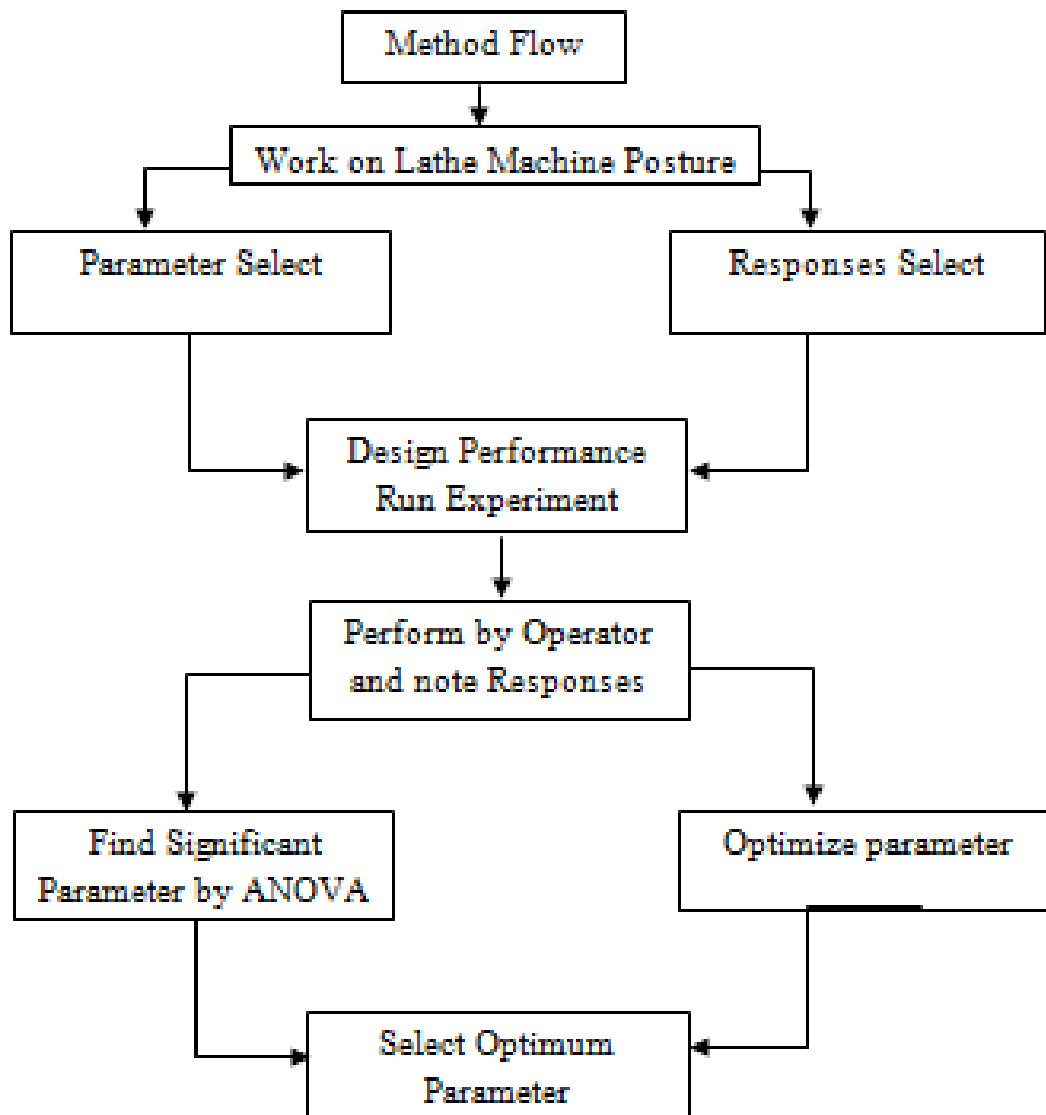 Method Flow
Work on Lathe Machine Posture
Parameter Select
Responses Select
Design Performance
Run Experiment
Perform by Operator
and note Responses
Find Significant
Parameter by ANOVA
Optimize parameter
Select Optimum
Parameter